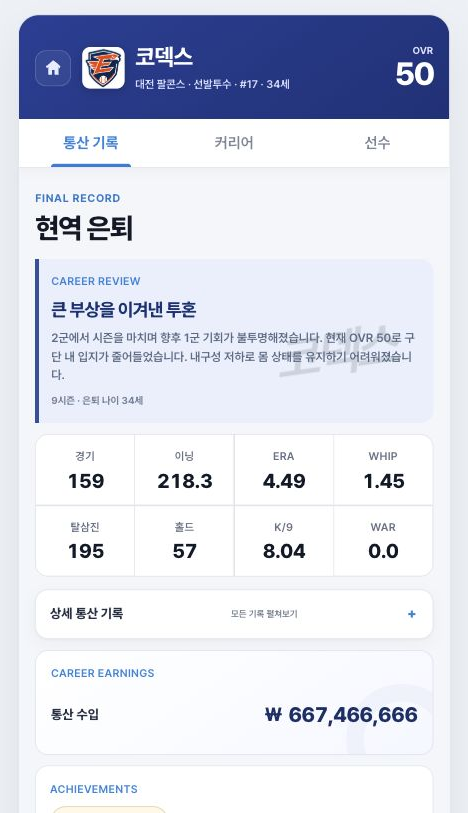 코덱스
대전 팔콘스 · 선발투수 · #17 · 34세
OVR
50
통산 기록
커리어
선수
FINAL RECORD
현역 은퇴
CAREER REVIEW
큰 부상을 이겨낸 투혼
2군에서 시즌을 마치며 향후 1군 기회가 불투명해졌습니다. 현재 OVR 50로 구
단 내 입지가 줄어들었습니다. 내구성 저하로 몸 상태를 유지하기 어려워졌습니
다.
코덱스
9시즌 · 은퇴 나이 34세
경기
이닝
ERA
WHIP
159
218.3
4.49
1.45
탈삼진
홀드
K/9
WAR
195
57
8.04
0.0
상세 통산 기록
모든 기록 펼쳐보기
+
CAREER EARNINGS
통산 수입
₩ 667,466,666
ACHIEVEMENTS